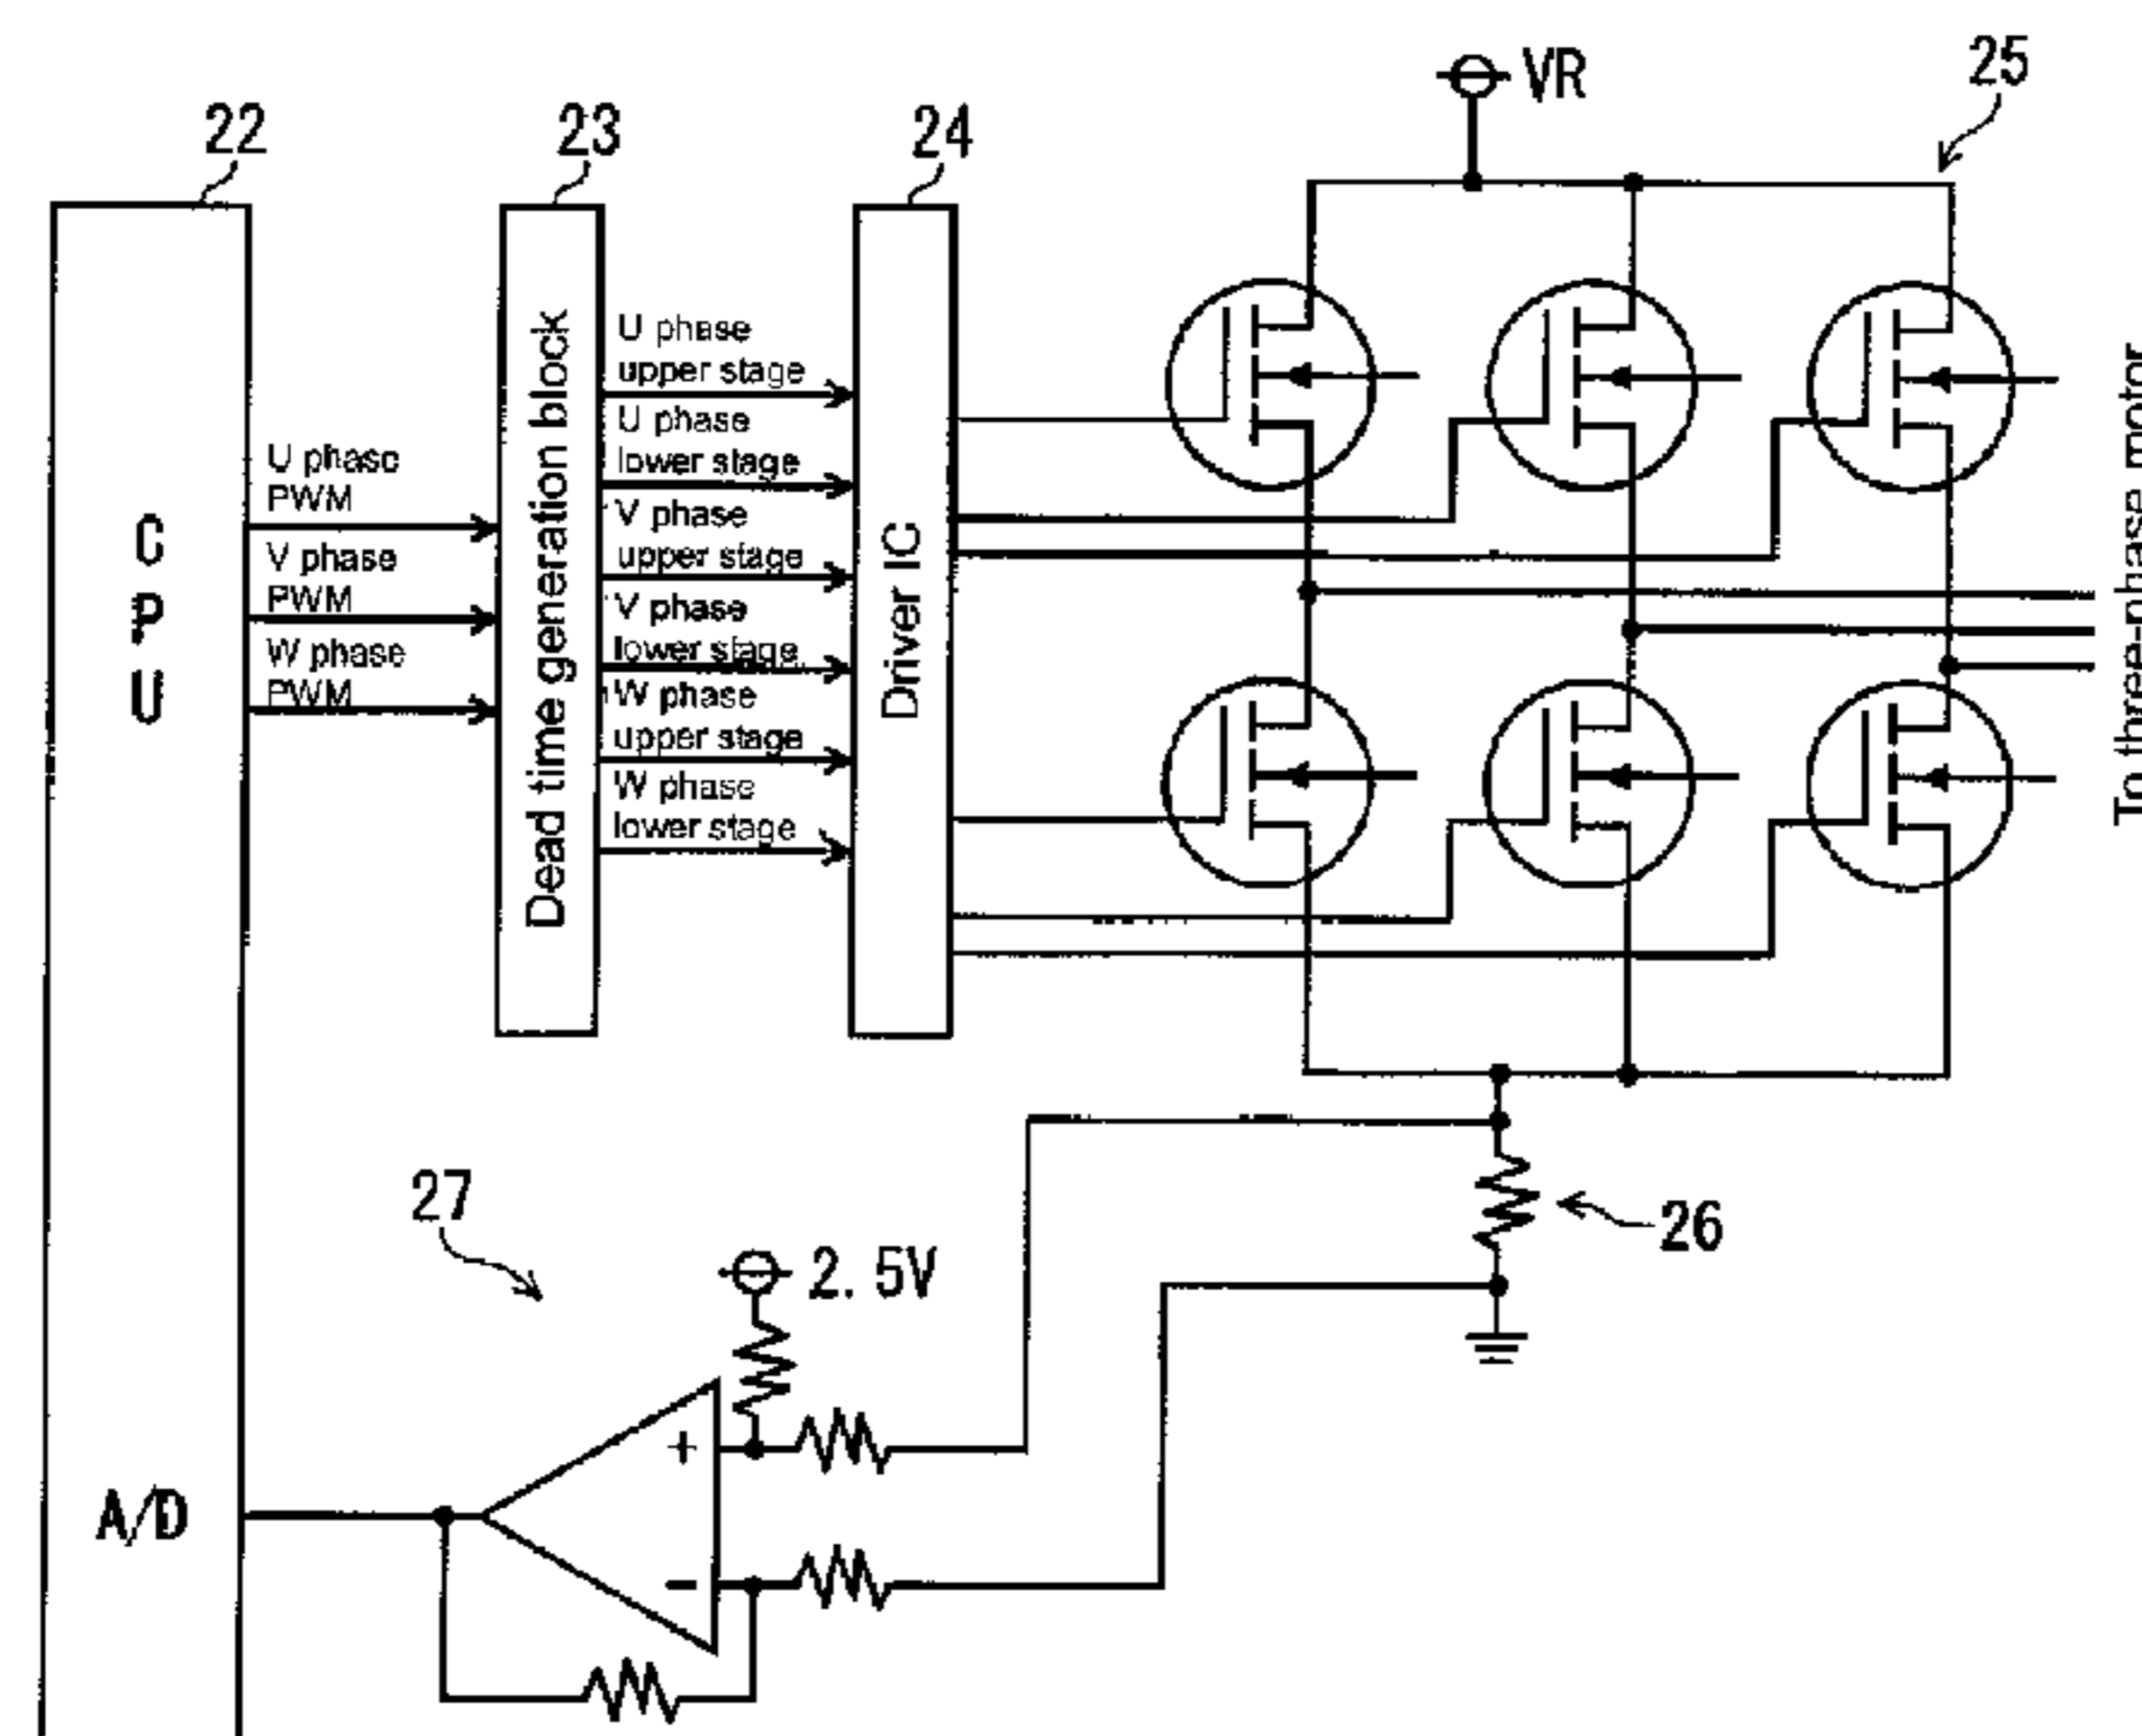 VR
25
22
23
24
U phase
PWM
V phase
PWM
W phase
PWM
CPU
Dead time generation block
U phase
upper stage
U phase
lower stage
V phase
upper stage
V phase
lower stage
W phase
upper stage
W phase
lower stage
Driver IC
To three-phase motor
26
27
2.5V
+
−
A/D